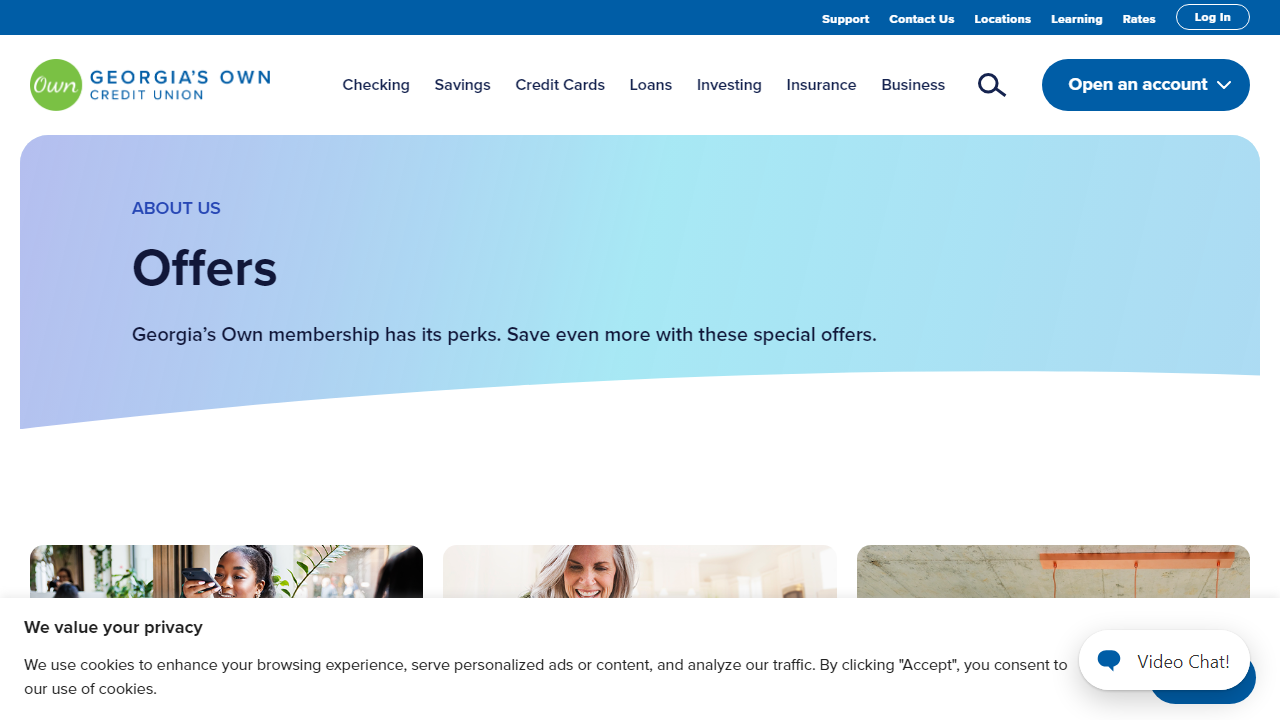 Support Contact Us Locations Learning Rates Log In
Own GEORGIA'S OWN
CREDIT UNION
Checking Savings Credit Cards Loans Investing Insurance Business Open an account
ABOUT US
Offers
Georgia’s Own membership has its perks. Save even more with these special offers.
We value your privacy
We use cookies to enhance your browsing experience, serve personalized ads or content, and analyze our traffic. By clicking "Accept", you consent to
our use of cookies.
Video Chat!